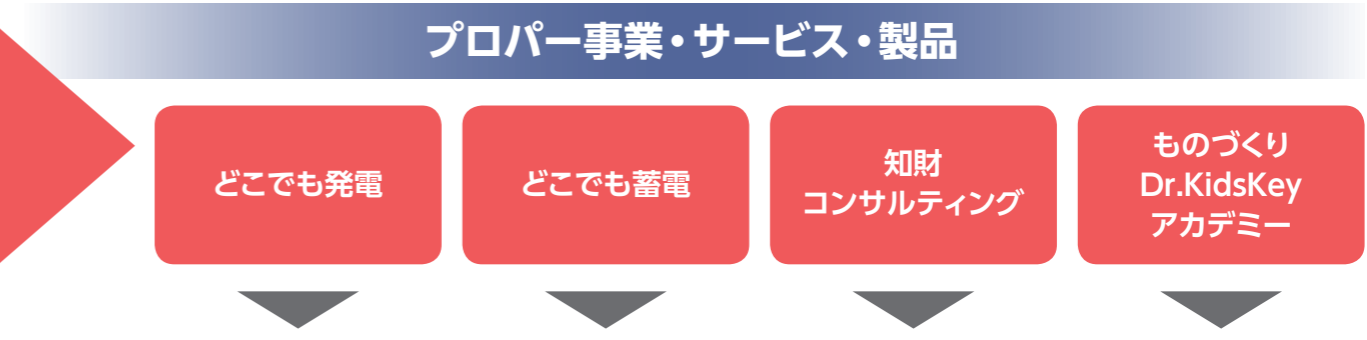 プロパー事業・サービス・製品
どこでも発電
どこでも蓄電
知財
コンサルティング
ものづくり
Dr.KidsKey
アカデミー